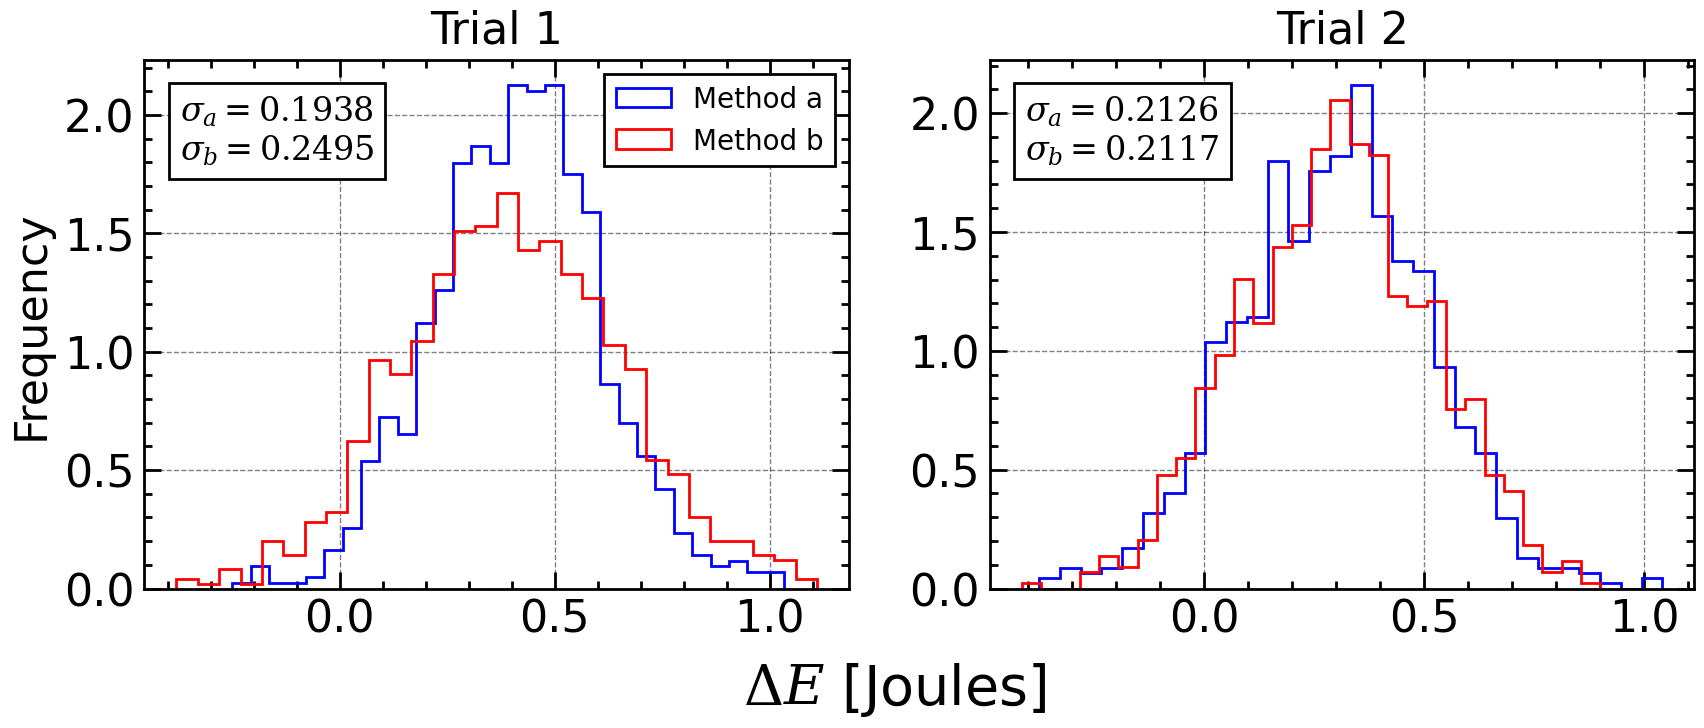 Trial 1
Trial 2
σa = 0.1938
σb = 0.2495
Method a
Method b
σa = 0.2126
σb = 0.2117
Frequency
2.0
1.5
1.0
0.5
0.0
2.0
1.5
1.0
0.5
0.0
0.0 0.5 1.0
0.0 0.5 1.0
ΔE [Joules]